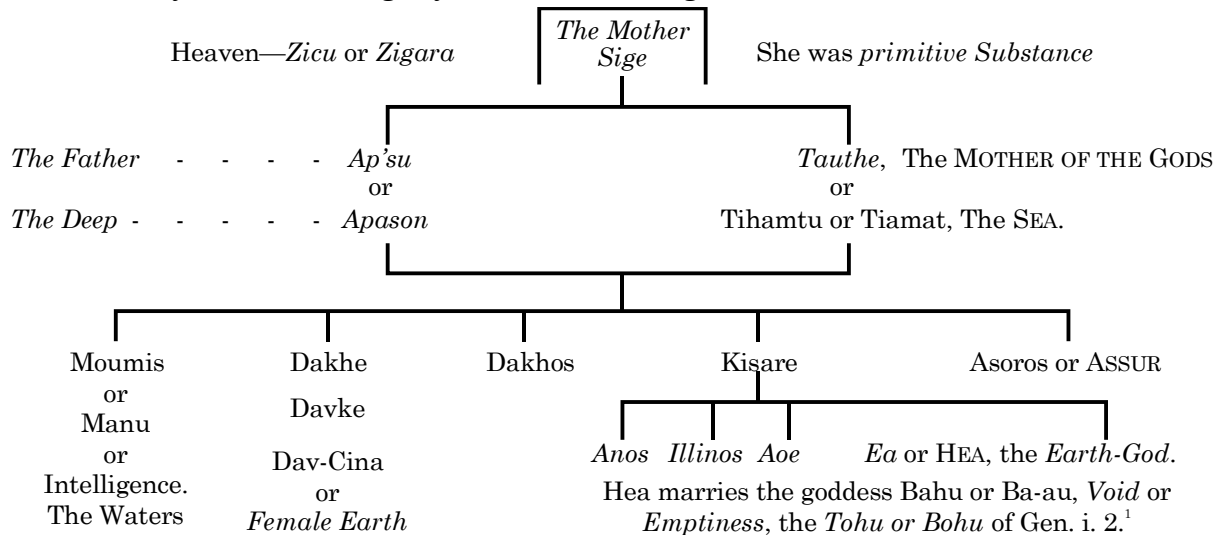 The Mother
Heaven—Zicu or Zigara Sige She was primitive Substance
The Father - - - - - Ap’su Tauthe, The MOTHER OF THE GODS
or or
The Deep - - - - - Apason Tihamtu or Tiamat, The SEA.
Moumis Dakhe Dakhos Kisare Asoros or ASSUR
or
Manu
or
Intelligence.
The Waters
Davke
Dav-Cina
or
Female Earth
Anos Illinos Aoe Ea or HEA, the Earth-God.
Hea marries the goddess Bahu or Ba-au, Void or
Emptiness, the Tohu or Bohu of Gen. i. 2.¹